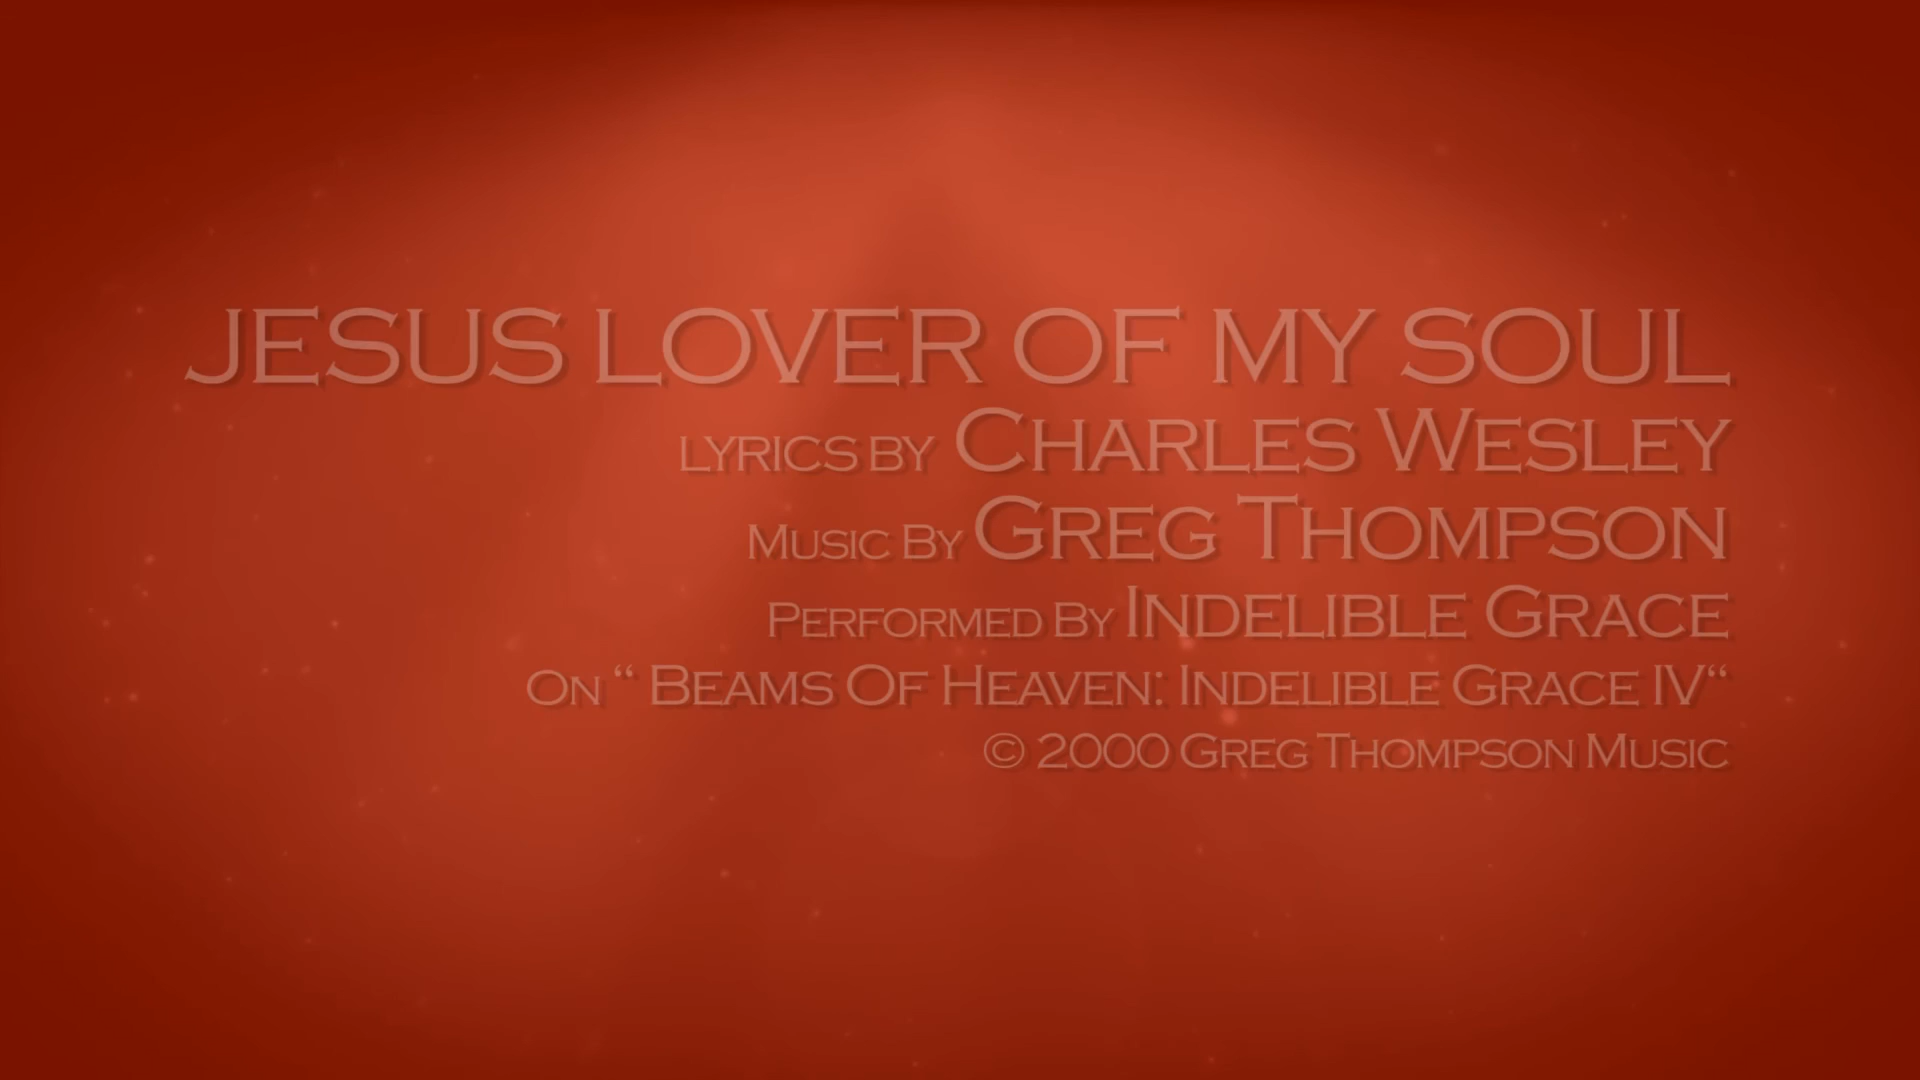 JESUS LOVER OF MY SOUL
LYRICS BY CHARLES WESLEY
MUSIC BY GREG THOMPSON
PERFORMED BY INDELIBLE GRACE
ON “ BEAMS OF HEAVEN: INDELIBLE GRACE IV“
© 2000 GREG THOMPSON MUSIC